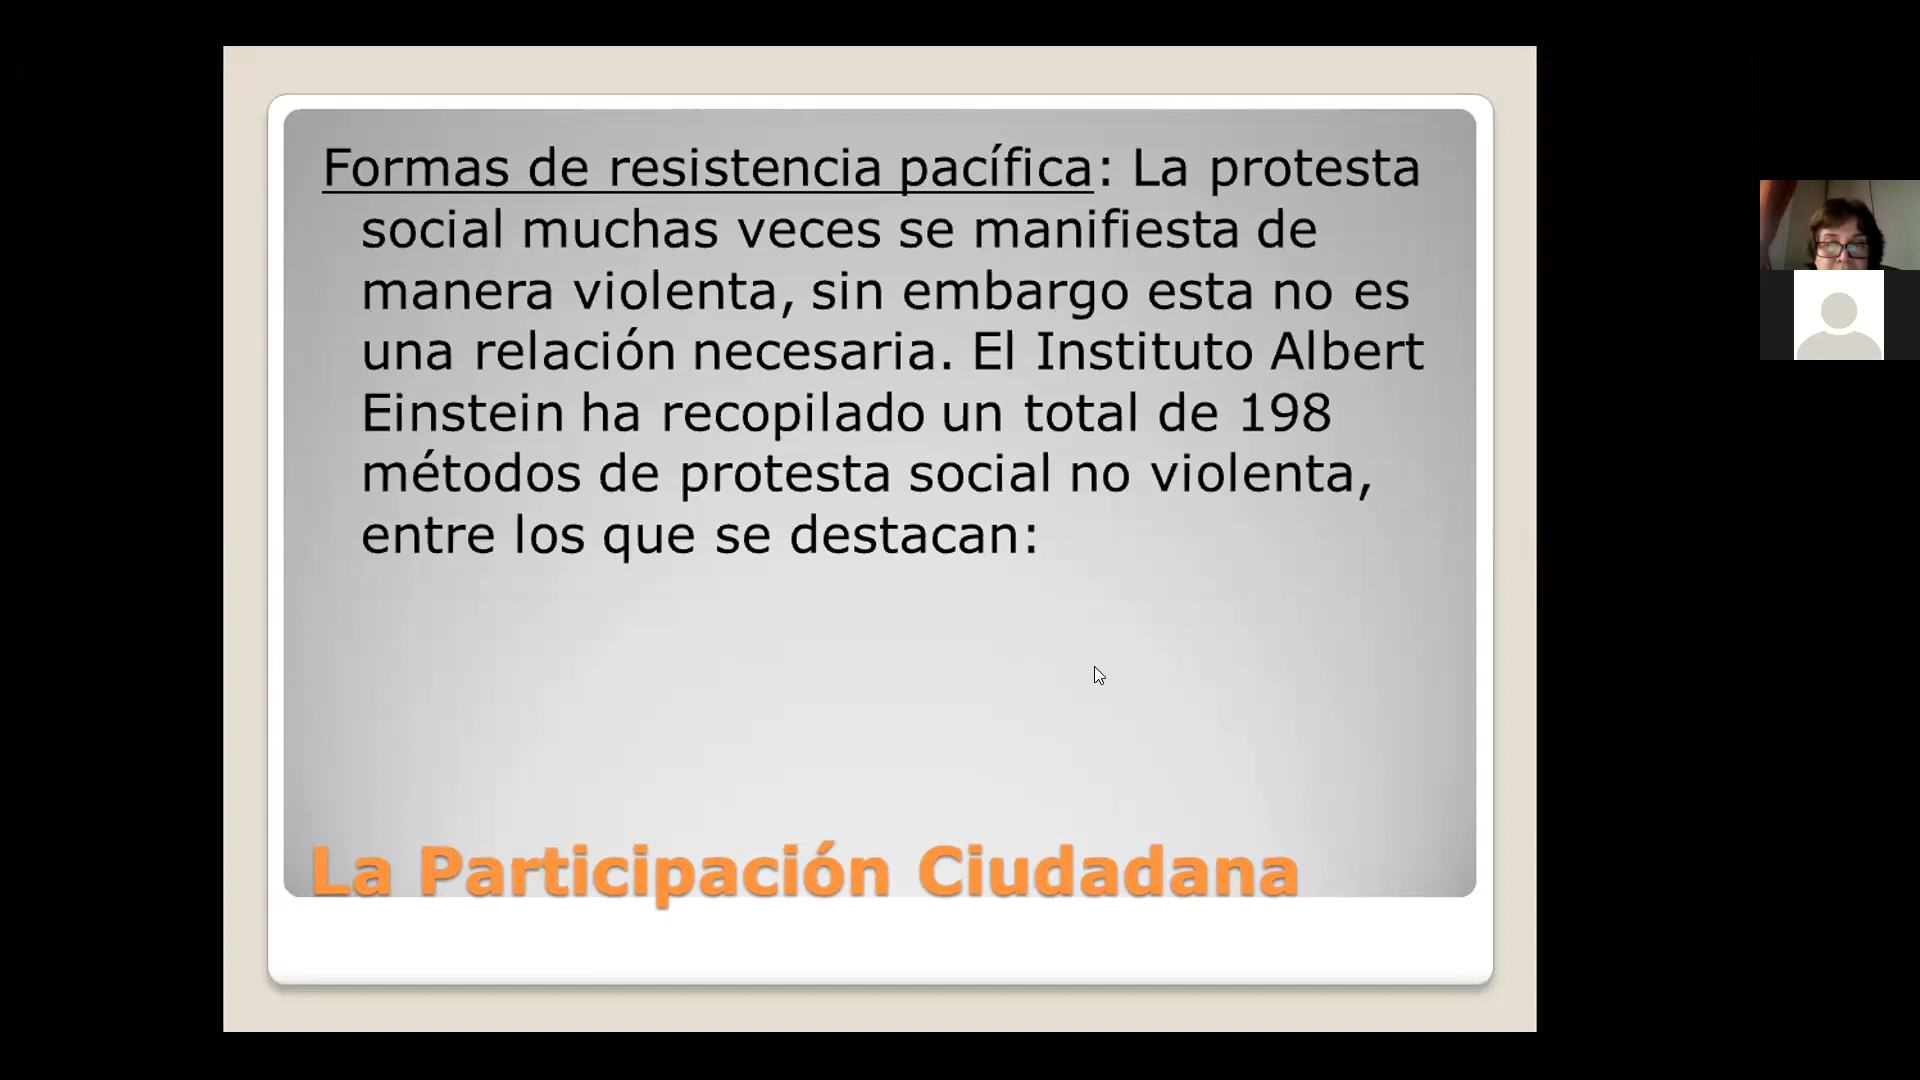 Formas de resistencia pacífica: La protesta
social muchas veces se manifiesta de
manera violenta, sin embargo esta no es
una relación necesaria. El Instituto Albert
Einstein ha recopilado un total de 198
métodos de protesta social no violenta,
entre los que se destacan:
La Participación Ciudadana